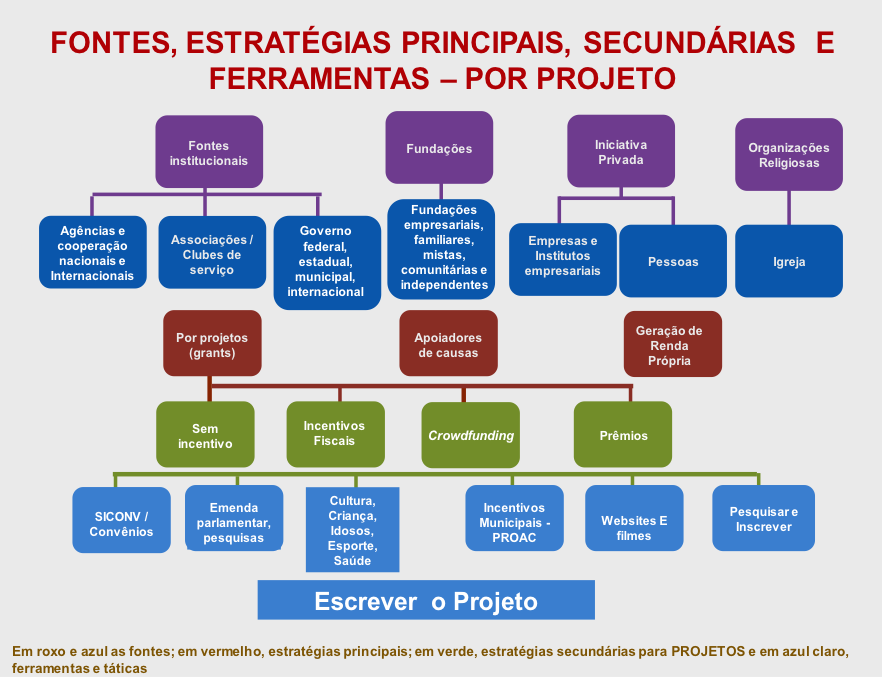 FONTES, ESTRATÉGIAS PRINCIPAIS, SECUNDÁRIAS E
FERRAMENTAS – POR PROJETO
Fontes
institucionais
Fundações
Iniciativa
Privada
Organizações
Religiosas
Agências e
cooperação
nacionais e
Internacionais
Associações /
Clubes de
serviço
Governo
federal,
estadual,
municipal,
internacional
Fundações
empresariais,
familiares,
mistas,
comunitárias e
independentes
Empresas e
Institutos
empresariais
Pessoas
Igreja
Por projetos
(grants)
Apoiadores
de causas
Geração de
Renda
Própria
Sem
incentivo
Incentivos
Fiscais
Crowdfunding
Prêmios
SICONV /
Convênios
Emenda
parlamentar,
pesquisas
Cultura,
Criança,
Idosos,
Esporte,
Saúde
Incentivos
Municipais -
PROAC
Websites E
filmes
Pesquisar e
Inscrever
Escrever o Projeto
Em roxo e azul as fontes; em vermelho, estratégias principais; em verde, estratégias secundárias para PROJETOS e em azul claro,
ferramentas e táticas